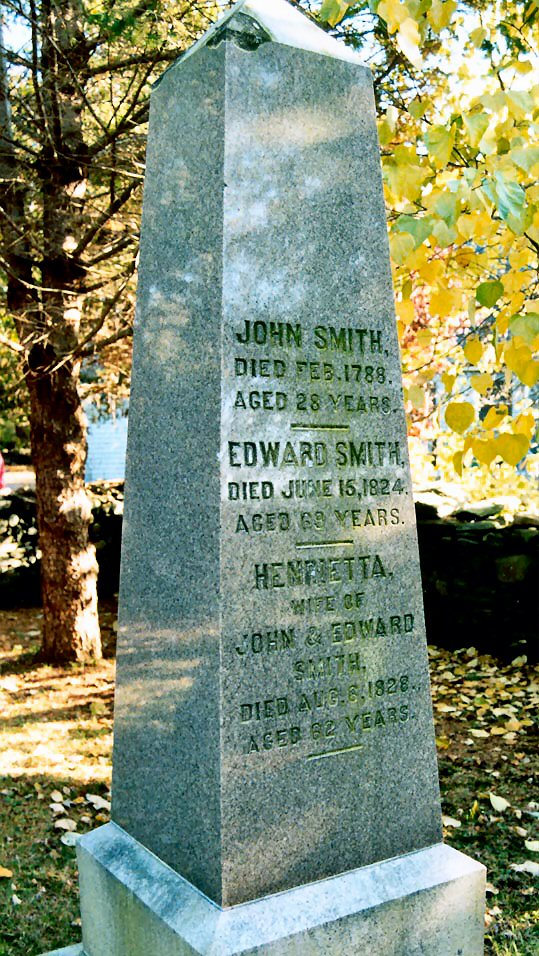 JOHN SMITH,
DIED FEB. 1788.
AGED 28 YEARS.
EDWARD SMITH,
DIED JUNE 15, 1824.
AGED 69 YEARS.
HENRIETTA,
WIFE OF
JOHN & EDWARD
SMITH,
DIED AUG. 6, 1828.
AGED 62 YEARS.